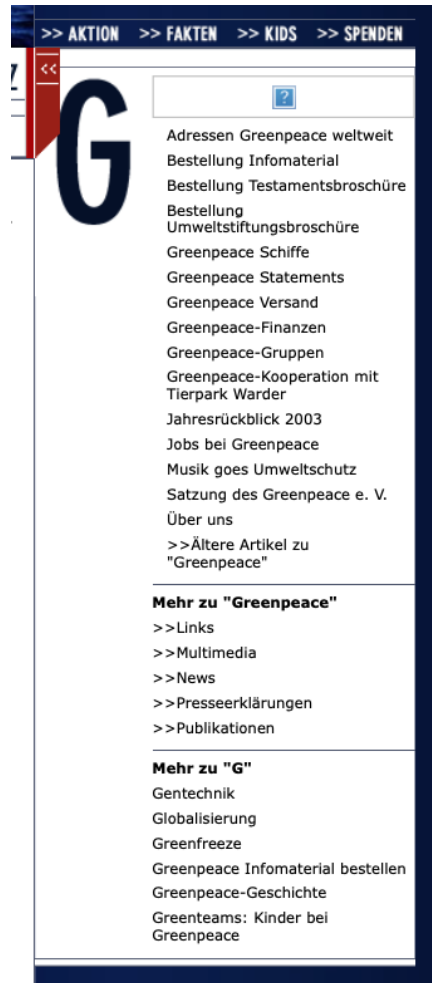 >> AKTION >> FAKTEN >> KIDS >> SPENDEN
<<
G
Adressen Greenpeace weltweit
Bestellung Infomaterial
Bestellung Testamentsbroschüre
Bestellung
Umweltstiftungsbroschüre
Greenpeace Schiffe
Greenpeace Statements
Greenpeace Versand
Greenpeace-Finanzen
Greenpeace-Gruppen
Greenpeace-Kooperation mit
Tierpark Warder
Jahresrückblick 2003
Jobs bei Greenpeace
Musik goes Umweltschutz
Satzung des Greenpeace e. V.
Über uns
>>Ältere Artikel zu
"Greenpeace"
Mehr zu "Greenpeace"
>>Links
>>Multimedia
>>News
>>Presseerklärungen
>>Publikationen
Mehr zu "G"
Gentechnik
Globalisierung
Greenfreeze
Greenpeace Infomaterial bestellen
Greenpeace-Geschichte
Greenteams: Kinder bei
Greenpeace